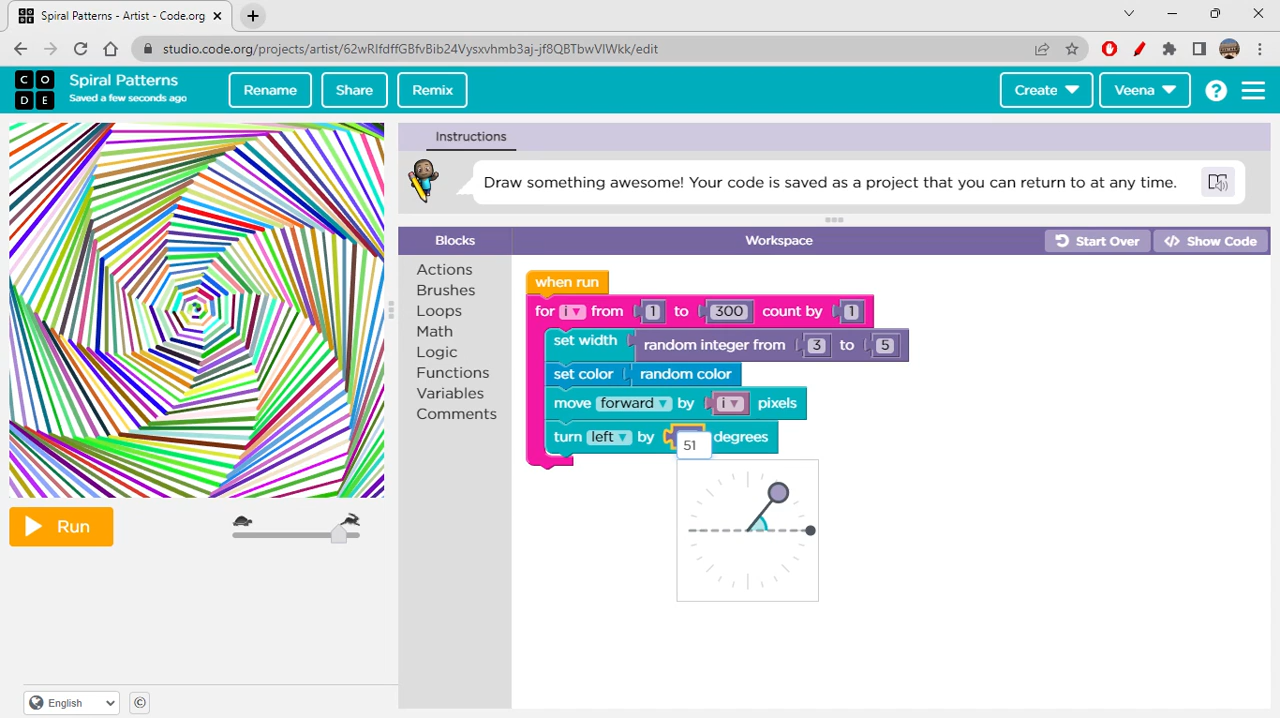 Spiral Patterns - Artist - Code.org
studio.code.org/projects/artist/62wRIfdffGBfvBib24Vysxvhmb3aj-jf8QBTbwVlWkk/edit
CODE
Spiral Patterns
Saved a few seconds ago
Rename
Share
Remix
Create
Veena
?
Instructions
Draw something awesome! Your code is saved as a project that you can return to at any time.
Blocks
Workspace
Start Over
</> Show Code
Actions
Brushes
Loops
Math
Logic
Functions
Variables
Comments
when run
for i from 1 to 300 count by 1
set width random integer from 3 to 5
set color random color
move forward by i pixels
turn left by 51 degrees
Run
English
©